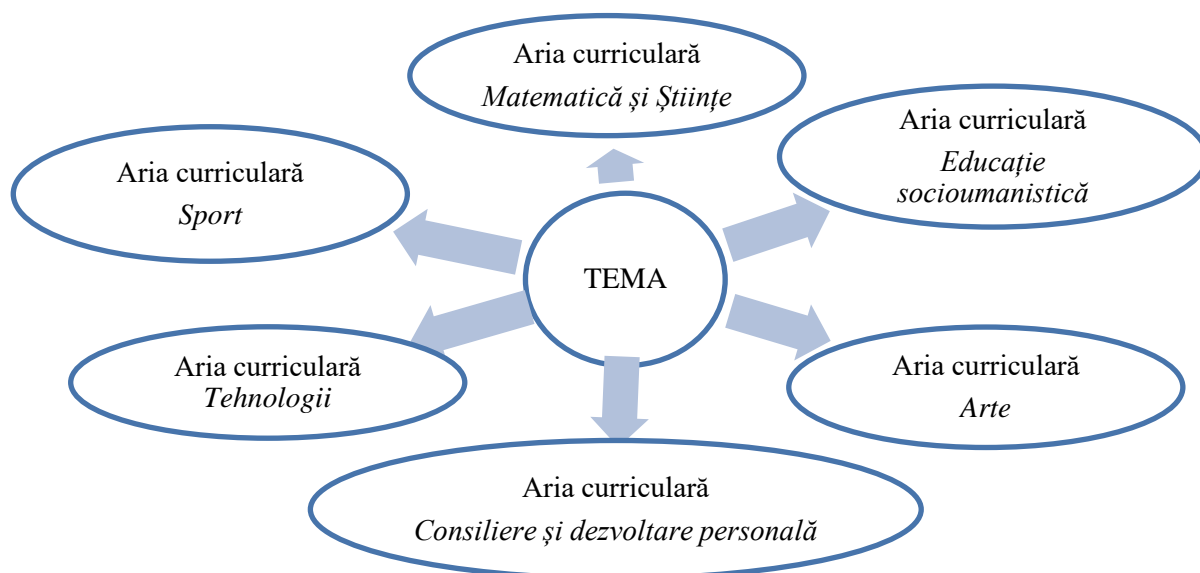 Aria curriculară
Matematică și Științe
Aria curriculară
Educație
socioumanistică
Aria curriculară
Sport
TEMA
Aria curriculară
Tehnologii
Aria curriculară
Arte
Aria curriculară
Consiliere și dezvoltare personală